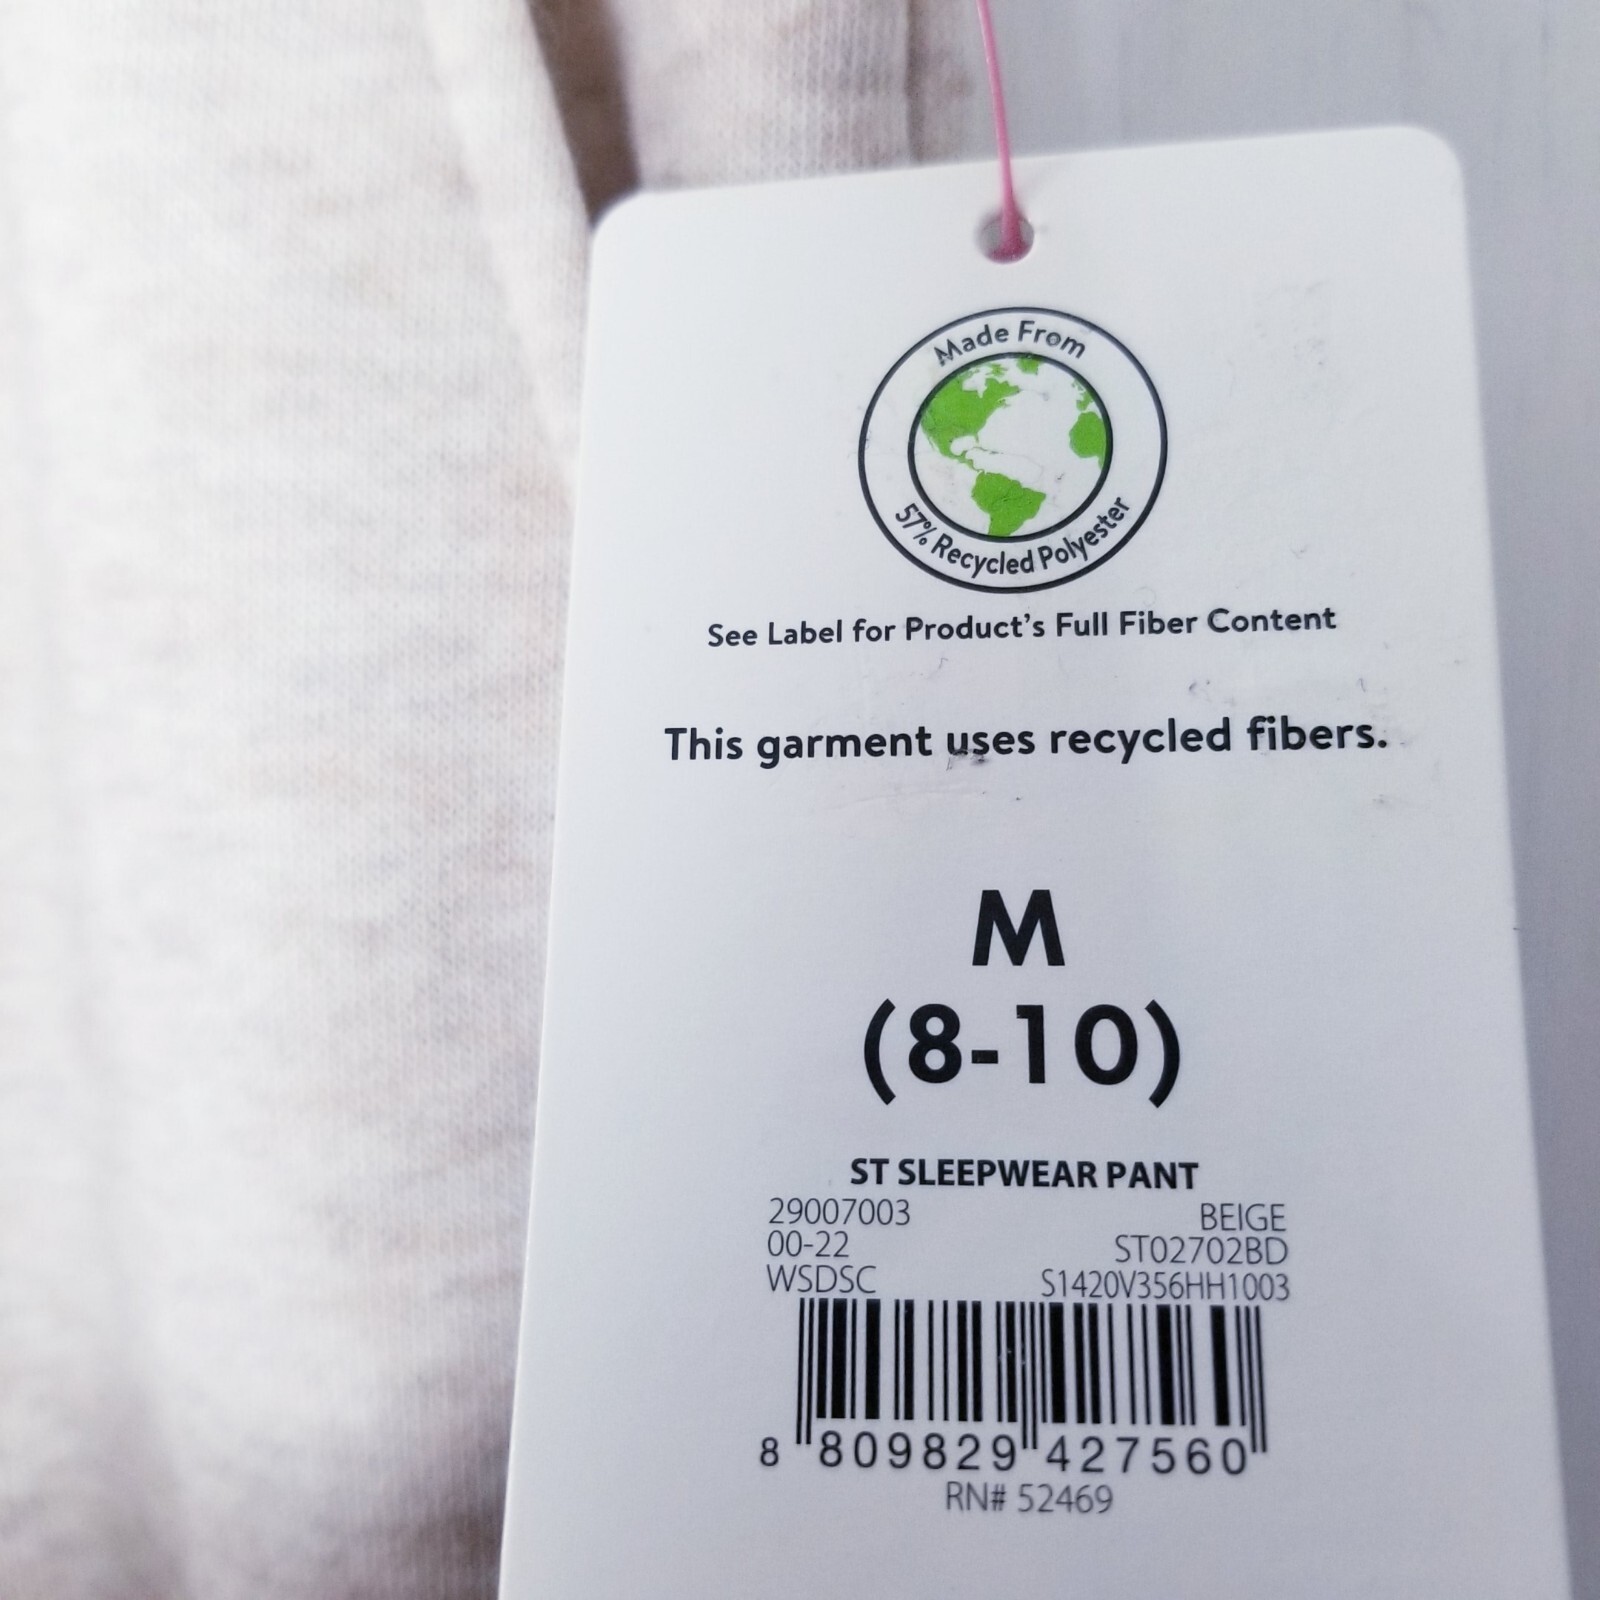 Made From
57% Recycled Polyester
See Label for Product's Full Fiber Content
This garment uses recycled fibers.
M
(8-10)
ST SLEEPWEAR PANT
29007003 BEIGE
00-22 ST02702BD
WSDSC S1420V356HH1003
8 809829 427560
RN# 52469